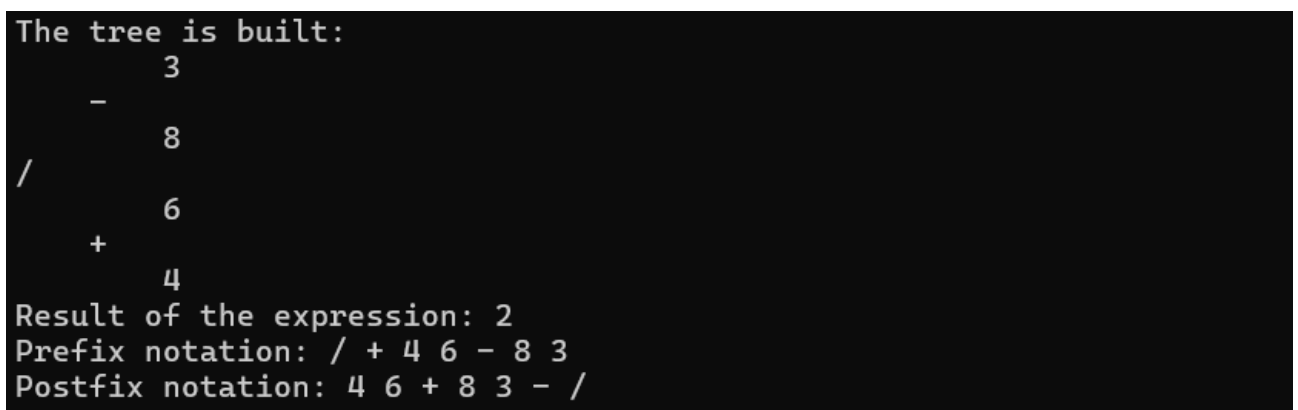 The tree is built:
        3
    -
        8
/
        6
    +
        4
Result of the expression: 2
Prefix notation: / + 4 6 - 8 3
Postfix notation: 4 6 + 8 3 - /